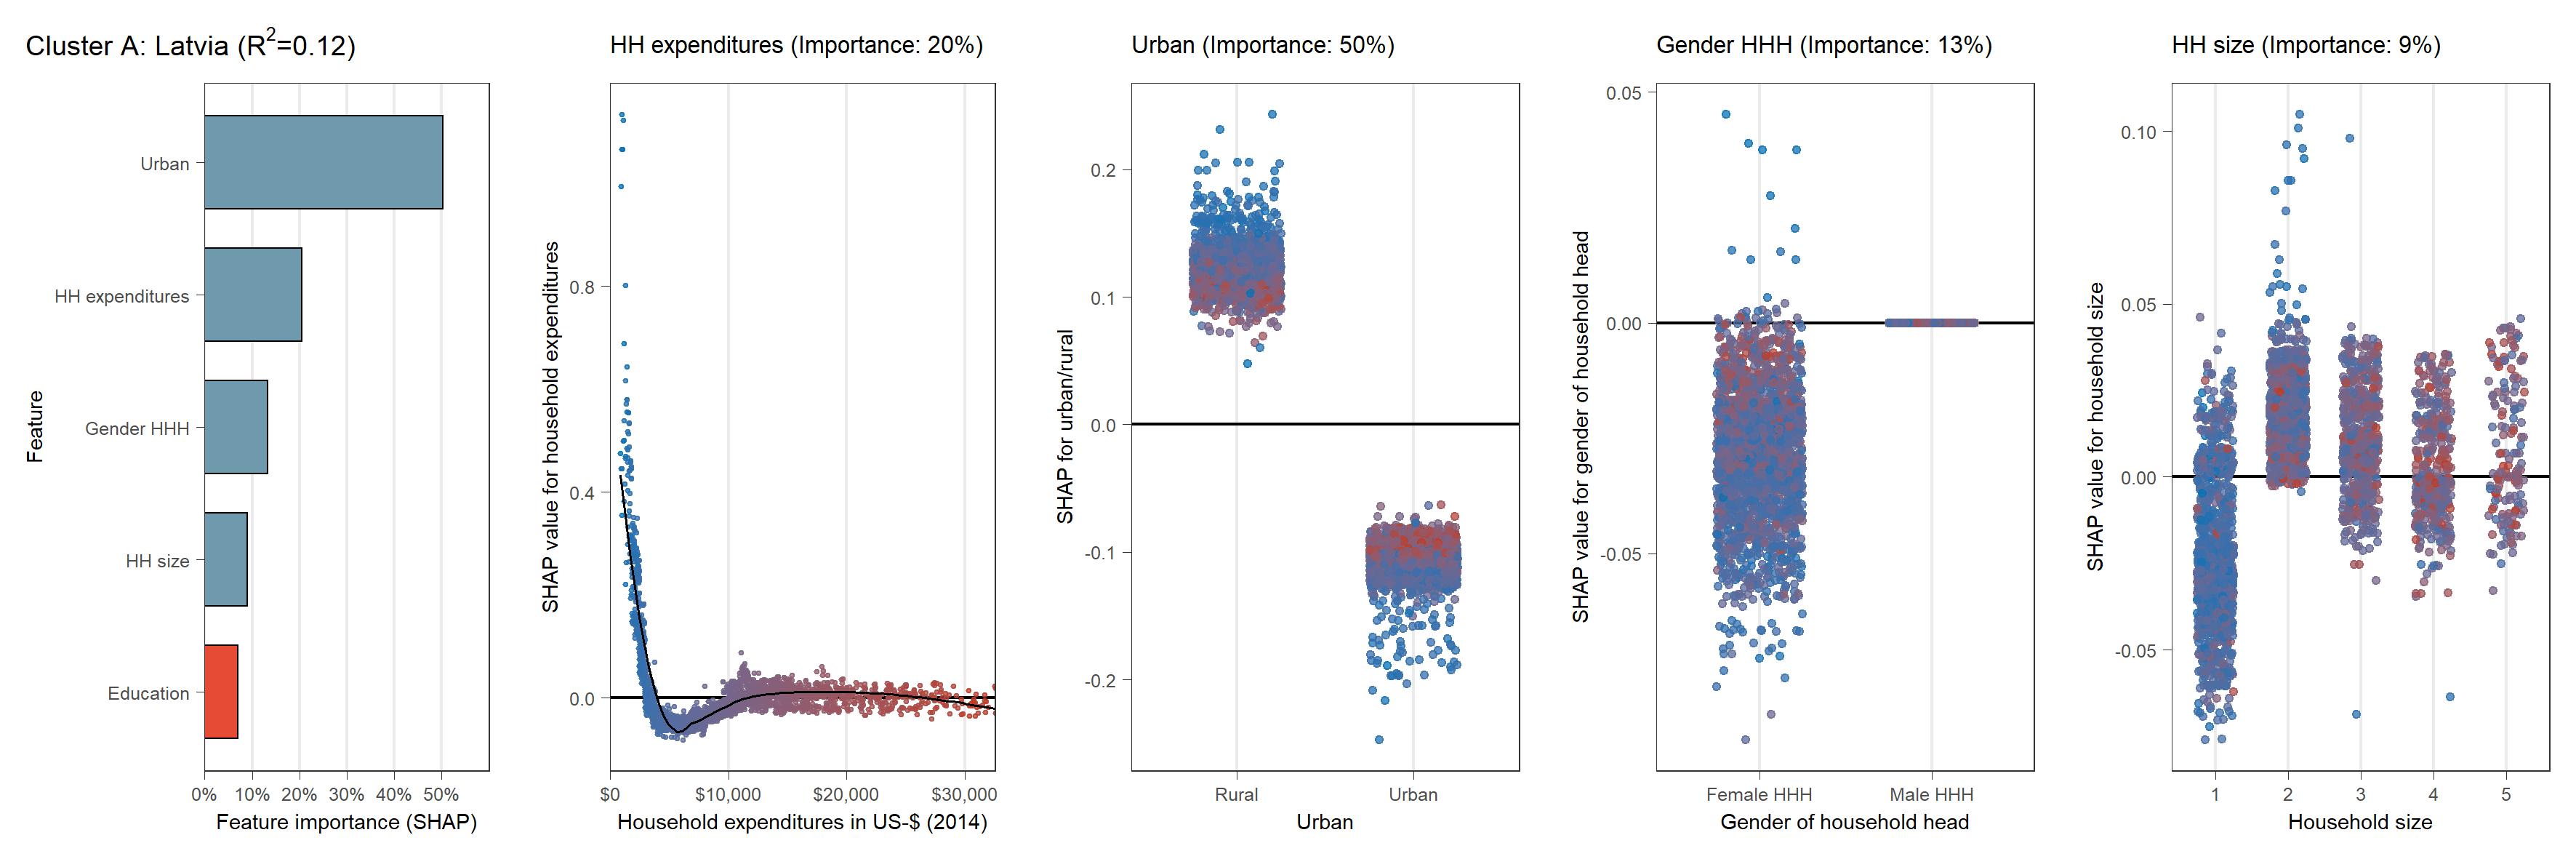 Cluster A: Latvia (R2=0.12)
Feature
Urban
HH expenditures
Gender HHH
HH size
Education
0% 10% 20% 30% 40% 50%
Feature importance (SHAP)
HH expenditures (Importance: 20%)
SHAP value for household expenditures
0.8
0.4
0.0
$0 $10,000 $20,000 $30,000
Household expenditures in US-$ (2014)
Urban (Importance: 50%)
SHAP for urban/rural
0.2
0.1
0.0
-0.1
-0.2
Rural Urban
Urban
Gender HHH (Importance: 13%)
SHAP value for gender of household head
0.05
0.00
-0.05
Female HHH Male HHH
Gender of household head
HH size (Importance: 9%)
SHAP value for household size
0.10
0.05
0.00
-0.05
1 2 3 4 5
Household size